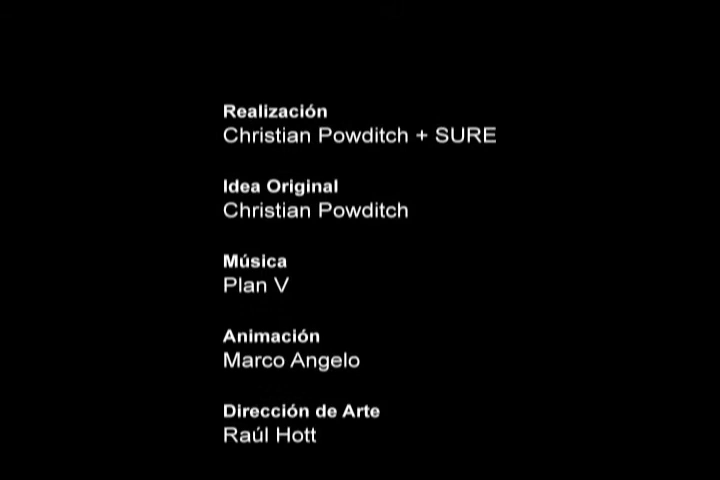 Realización
Christian Powditch + SURE
Idea Original
Christian Powditch
Música
Plan V
Animación
Marco Angelo
Dirección de Arte
Raúl Hott